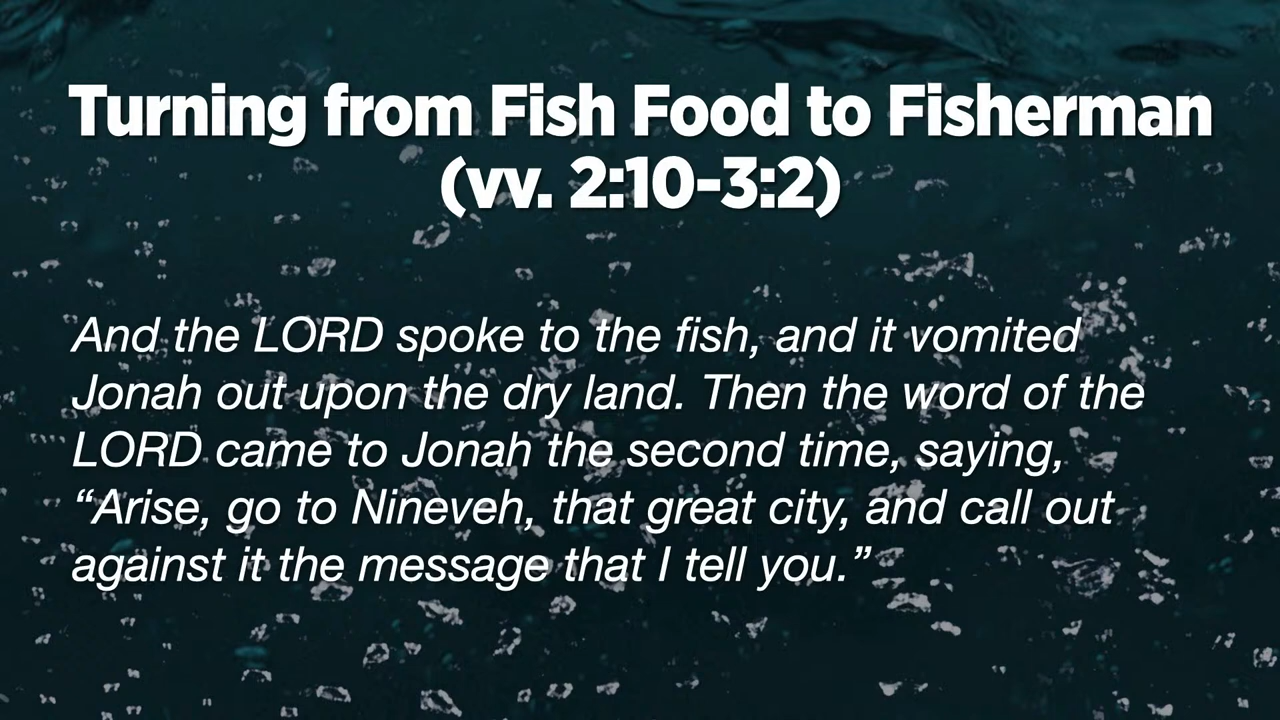 Turning from Fish Food to Fisherman
(vv. 2:10-3:2)
And the LORD spoke to the fish, and it vomited
Jonah out upon the dry land. Then the word of the
LORD came to Jonah the second time, saying,
“Arise, go to Nineveh, that great city, and call out
against it the message that I tell you.”